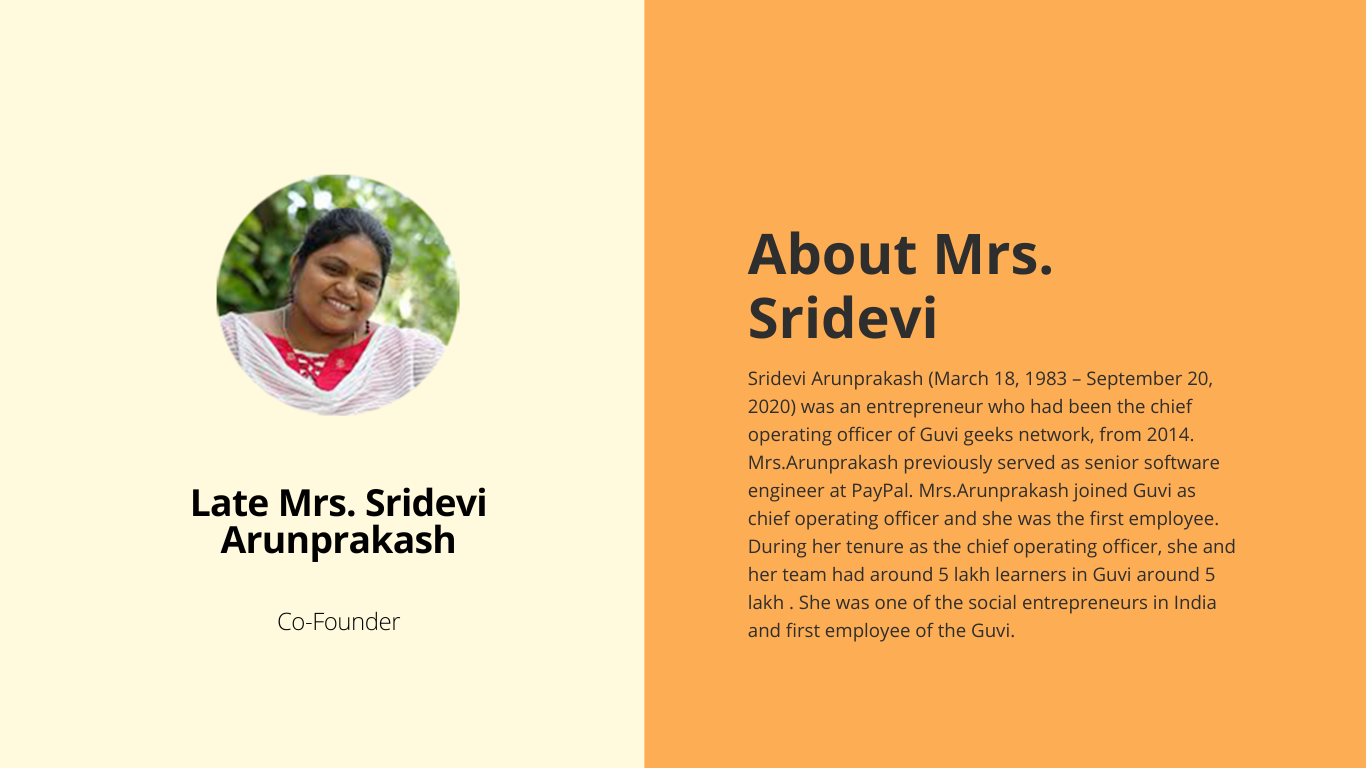 Late Mrs. Sridevi
Arunprakash
Co-Founder
About Mrs.
Sridevi
Sridevi Arunprakash (March 18, 1983 – September 20,
2020) was an entrepreneur who had been the chief
operating officer of Guvi geeks network, from 2014.
Mrs.Arunprakash previously served as senior software
engineer at PayPal. Mrs.Arunprakash joined Guvi as
chief operating officer and she was the first employee.
During her tenure as the chief operating officer, she and
her team had around 5 lakh learners in Guvi around 5
lakh . She was one of the social entrepreneurs in India
and first employee of the Guvi.